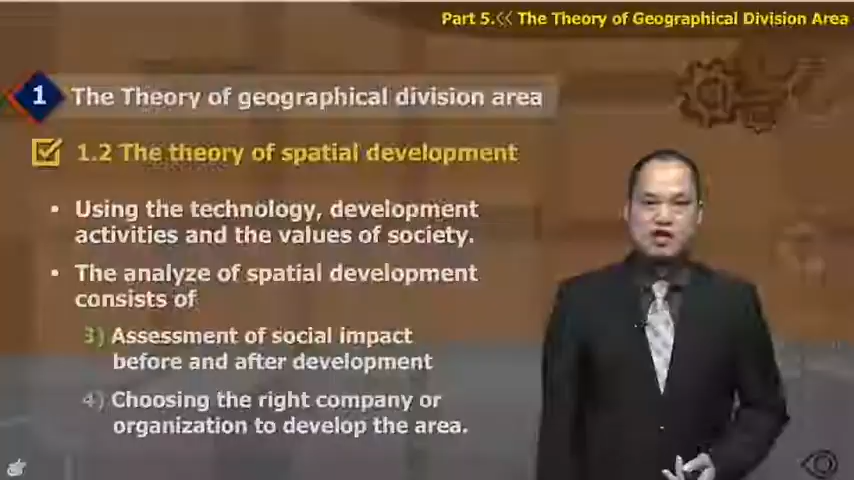 Part 5.<< The Theory of Geographical Division Area
1 The Theory of geographical division area
1.2 The theory of spatial development
• Using the technology, development
activities and the values of society.
• The analyze of spatial development
consists of
3) Assessment of social impact
before and after development
4) Choosing the right company or
organization to develop the area.